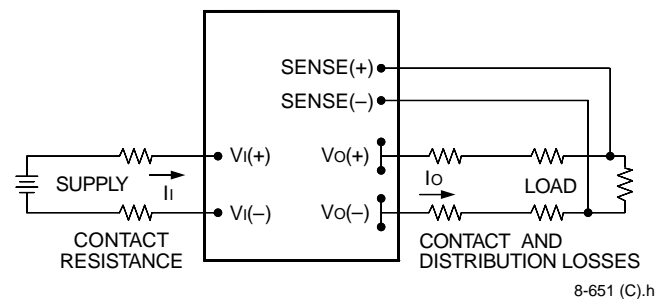 SENSE(+)
SENSE(–)
VI(+)
VO(+)
SUPPLY
II
IO
LOAD
VI(–)
VO(–)
CONTACT
RESISTANCE
CONTACT AND
DISTRIBUTION LOSSES
8-651 (C).h